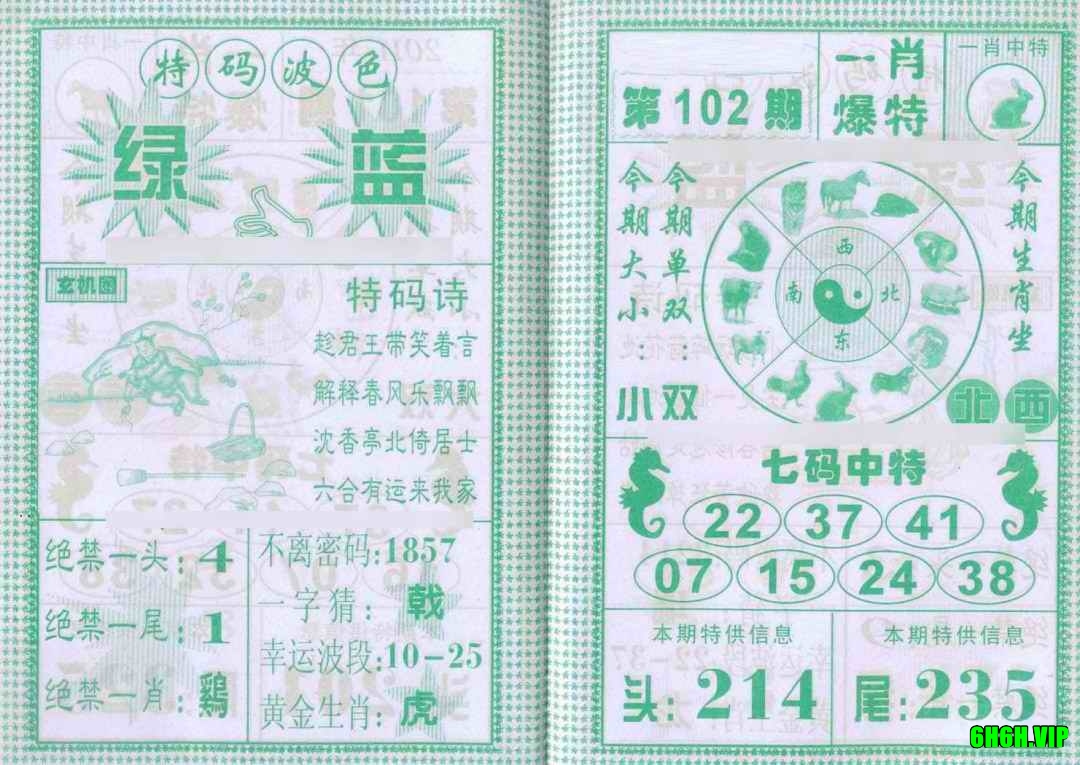 特码波色
绿 蓝
玄机图
特码诗
趁君王带笑着言
解释春风乐飘飘
沈香亭北倚居士
六合有运来我家
绝禁一头:4
绝禁一尾:1
绝禁一肖:鷄
不离密码:1857
一字猜:戟
幸运波段:10-25
黄金生肖:虎
第102期
一肖
爆特
一肖中特
今期大小:小
今期单双:双
西
南 北
东
今期生肖坐
北 西
七码中特
22 37 41
07 15 24 38
本期特供信息
头:214
本期特供信息
尾:235
6H6H.VIP